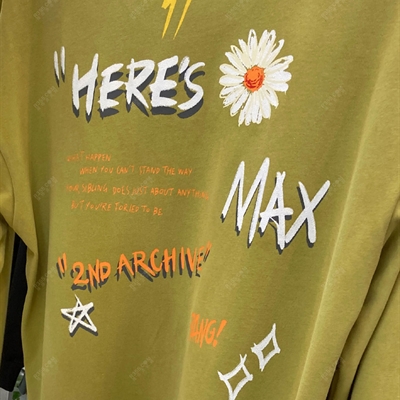 "HERE'S
HAPPEN
WHEN YOU CAN'T STAND THE WAY
SIBLING DOES JUST ABOUT ANYTHING
BUT YOU'RE FORCED TO BE
MAX
"2ND ARCHIVE"